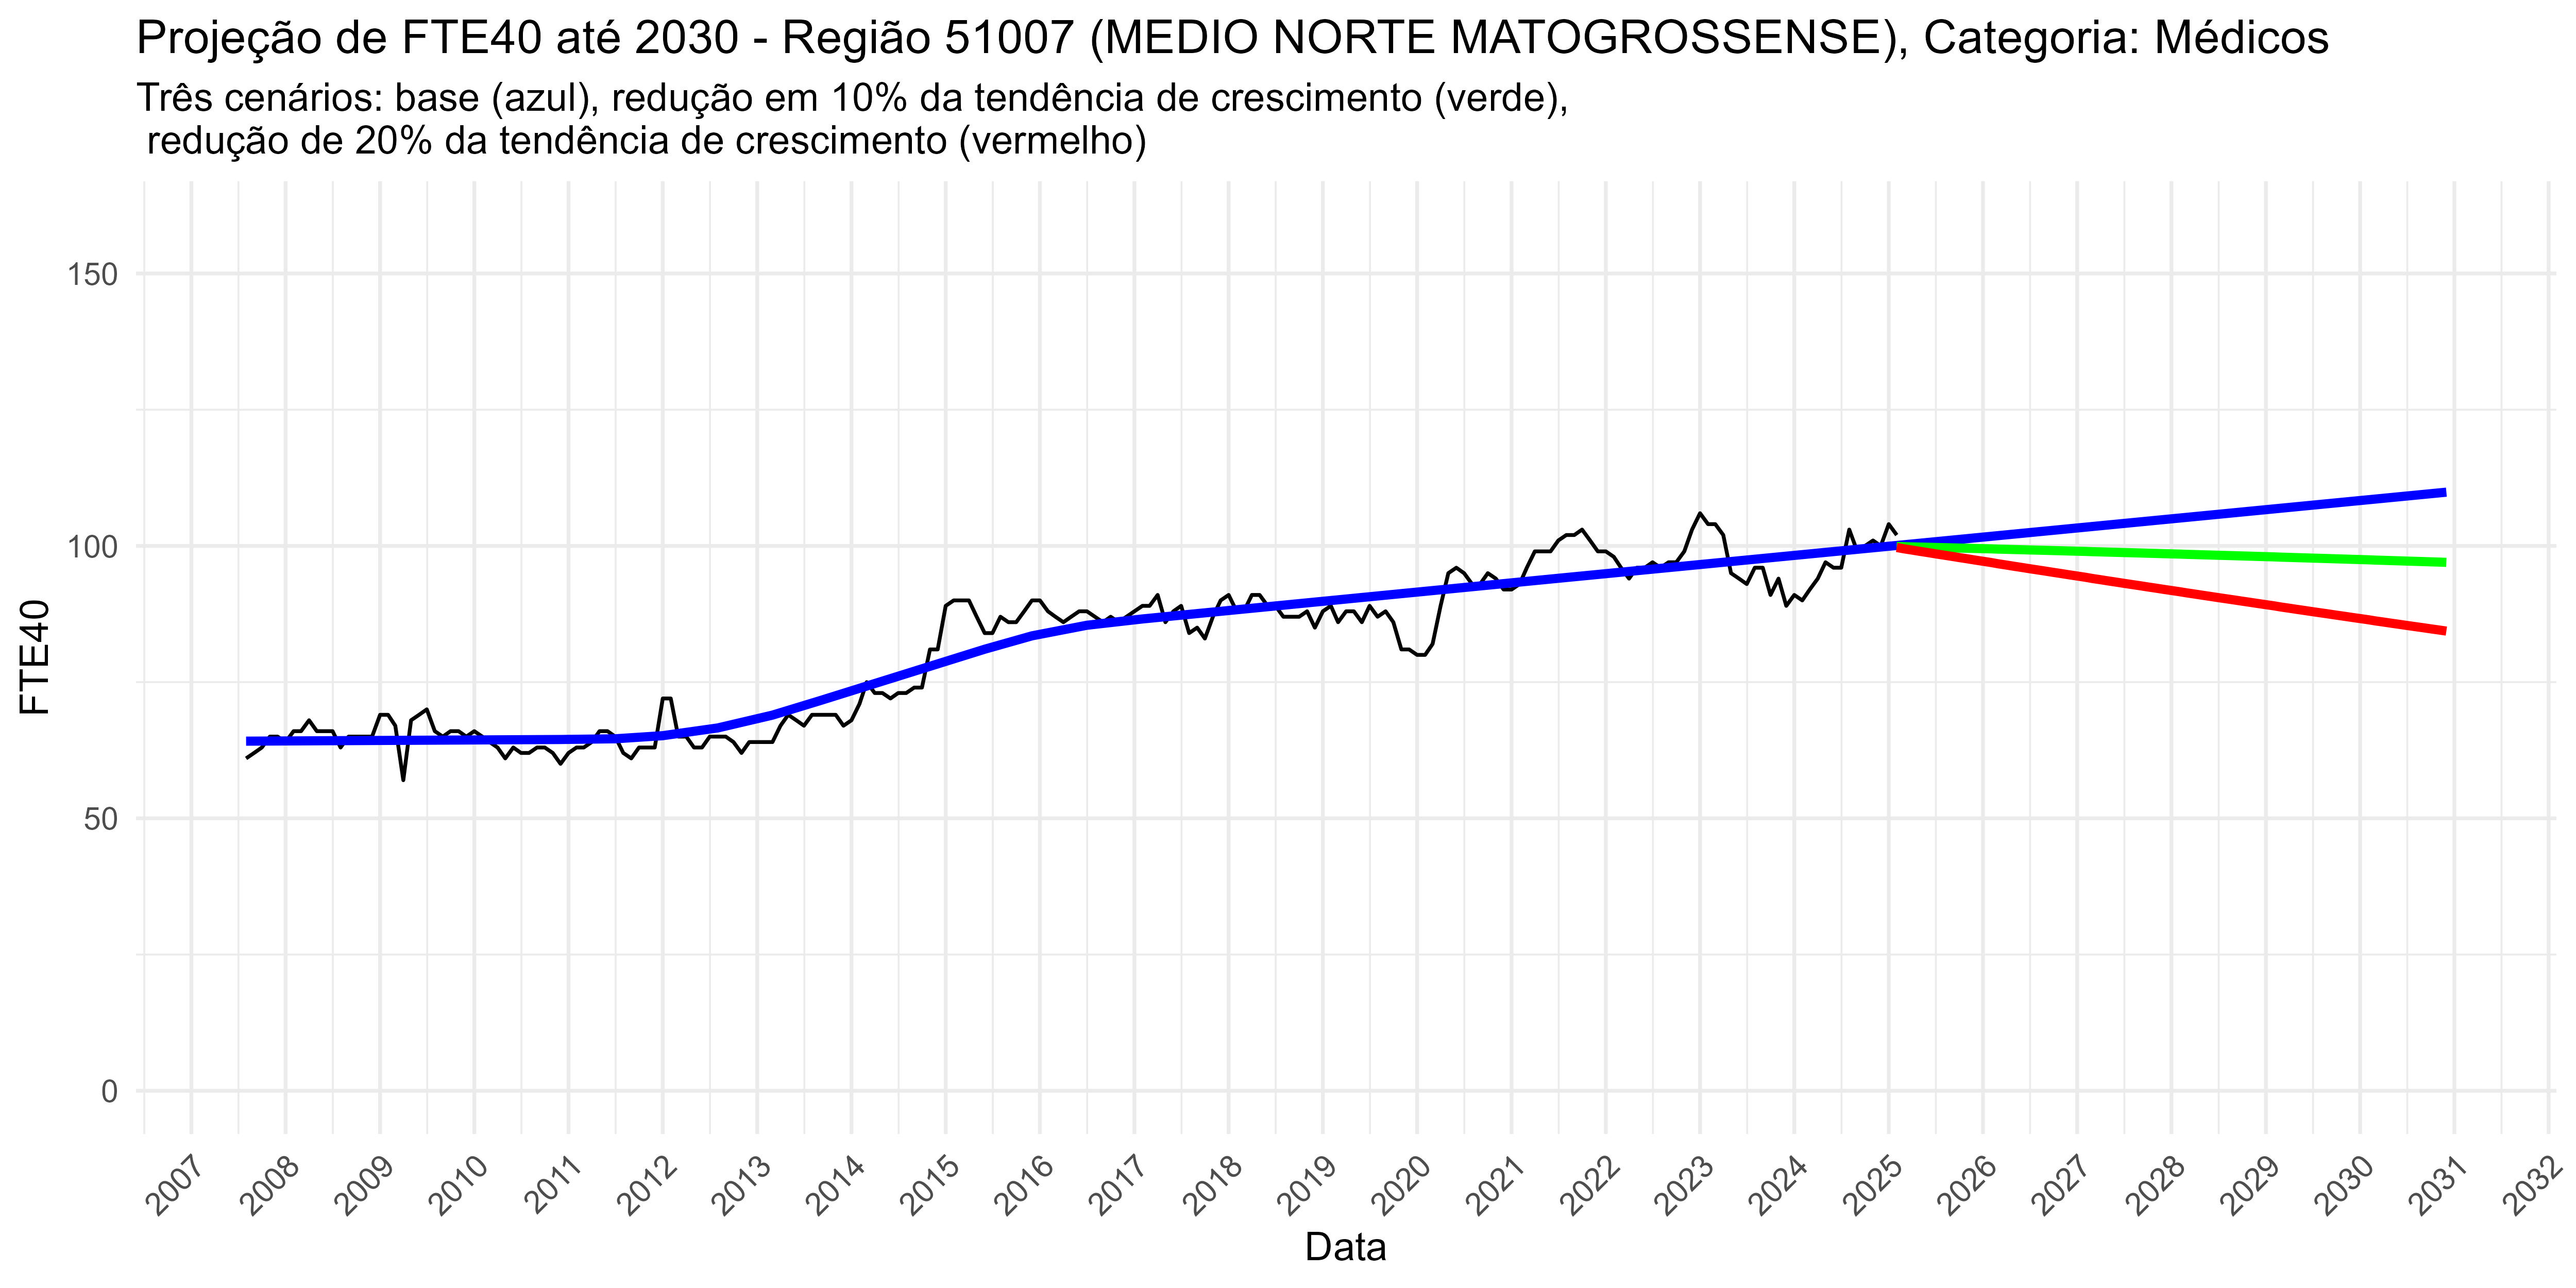 Projeção de FTE40 até 2030 - Região 51007 (MEDIO NORTE MATOGROSSENSE), Categoria: Médicos
Três cenários: base (azul), redução em 10% da tendência de crescimento (verde),
redução de 20% da tendência de crescimento (vermelho)
150
100
50
0
FTE40
2007 2008 2009 2010 2011 2012 2013 2014 2015 2016 2017 2018 2019 2020 2021 2022 2023 2024 2025 2026 2027 2028 2029 2030 2031 2032
Data